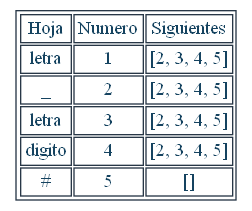 Hoja Numero Siguientes
letra 1 [2, 3, 4, 5]
_ 2 [2, 3, 4, 5]
letra 3 [2, 3, 4, 5]
digito 4 [2, 3, 4, 5]
# 5 []